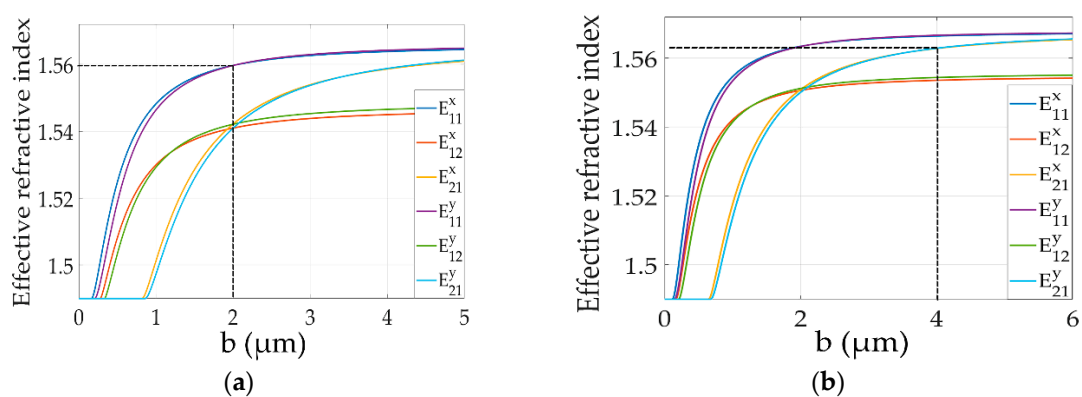 (a)
Effective refractive index
1.56
1.54
1.52
1.5
0 1 2 3 4 5
b (μm)
E₁₁ˣ
E₁₂ˣ
E₂₁ˣ
E₁₁ʸ
E₁₂ʸ
E₂₁ʸ
(a)
(b)
Effective refractive index
1.56
1.54
1.52
1.5
0 2 4 6
b (μm)
E₁₁ˣ
E₁₂ˣ
E₂₁ˣ
E₁₁ʸ
E₁₂ʸ
E₂₁ʸ
(b)